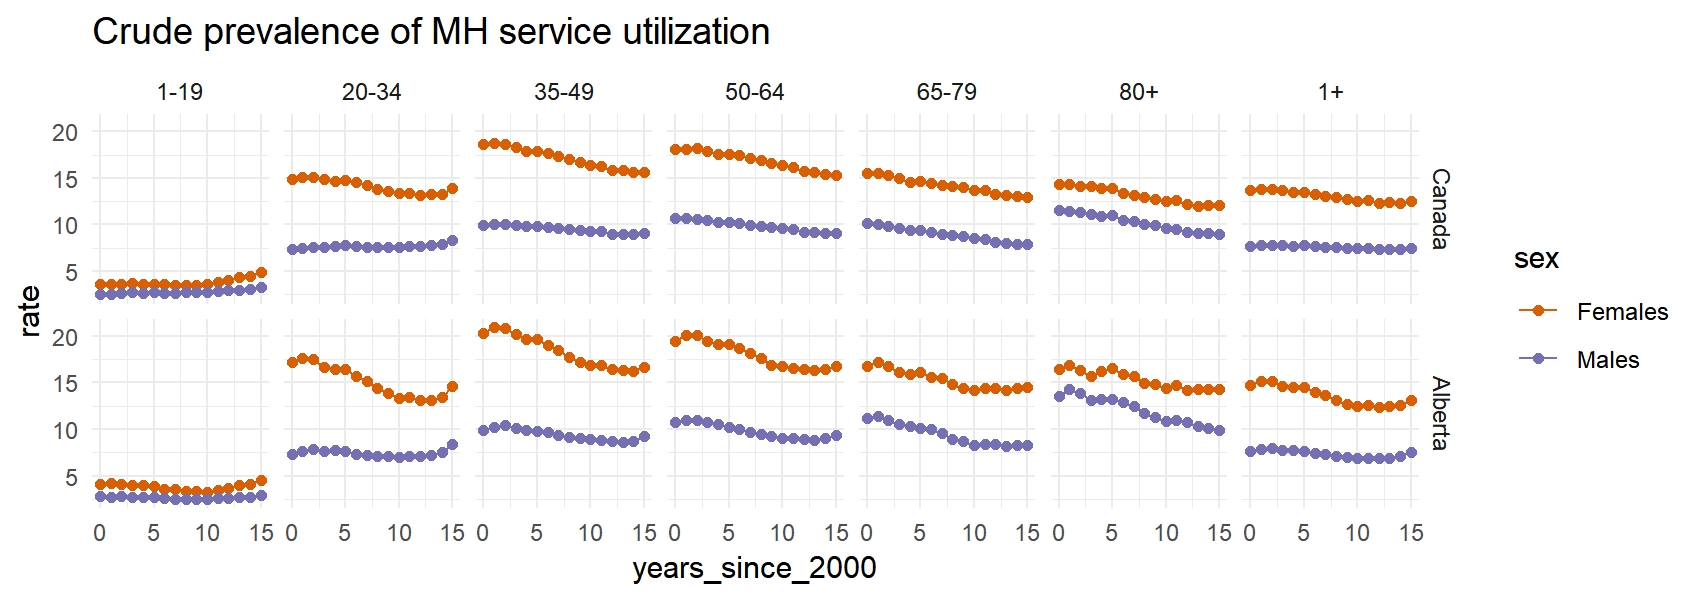 Crude prevalence of MH service utilization
1-19 20-34 35-49 50-64 65-79 80+ 1+
20
15
10
5
Canada
20
15
10
5
Alberta
rate
0 5 10 15 0 5 10 15 0 5 10 15 0 5 10 15 0 5 10 15 0 5 10 15 0 5 10 15
years_since_2000
sex
Females
Males